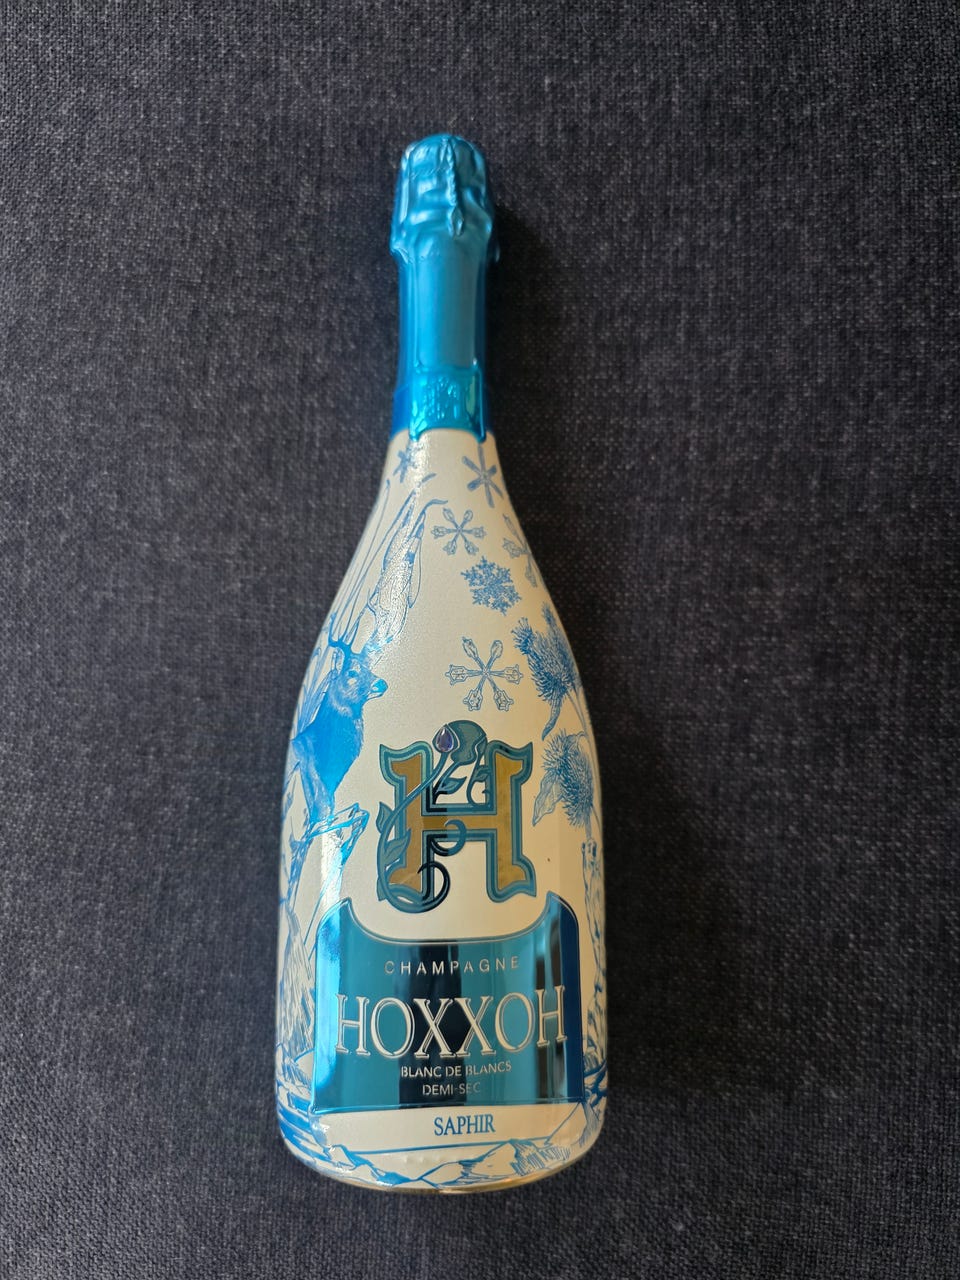 H
CHAMPAGNE
HOXXOH
BLANC DE BLANCS
DEMI-SEC
SAPHIR